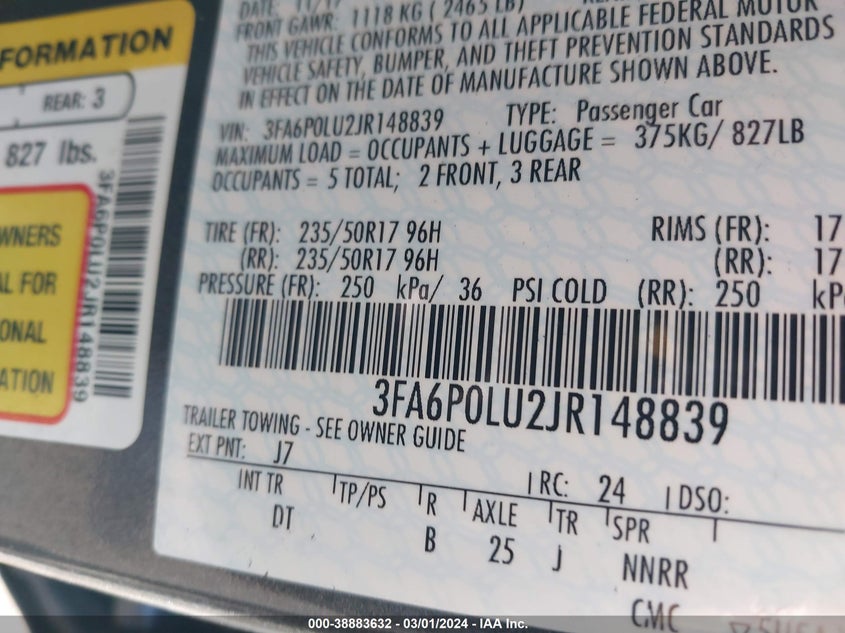 DATE: 11/17
FRONT GAWR: 1118 KG ( 2465 LB)
THIS VEHICLE CONFORMS TO ALL APPLICABLE FEDERAL MOTOR
VEHICLE SAFETY, BUMPER, AND THEFT PREVENTION STANDARDS
IN EFFECT ON THE DATE OF MANUFACTURE SHOWN ABOVE.
VIN: 3FA6P0LU2JR148839 TYPE: Passenger Car
MAXIMUM LOAD = OCCUPANTS + LUGGAGE = 375KG/ 827LB
OCCUPANTS = 5 TOTAL; 2 FRONT, 3 REAR
TIRE (FR): 235/50R17 96H RIMS (FR): 17
(RR): 235/50R17 96H (RR): 17
PRESSURE (FR): 250 kPa/ 36 PSI COLD (RR): 250
3FA6P0LU2JR148839
TRAILER TOWING - SEE OWNER GUIDE
EXT PNT: J7 RC: 24 DSO:
INT TR TP/PS R AXLE TR SPR
DT B 25 J NNRR
CMC
FORMATION
REAR: 3
827 lbs.
3FA6P0LU2JR148839
FOR
000-38883632 - 03/01/2024 - IAA Inc.